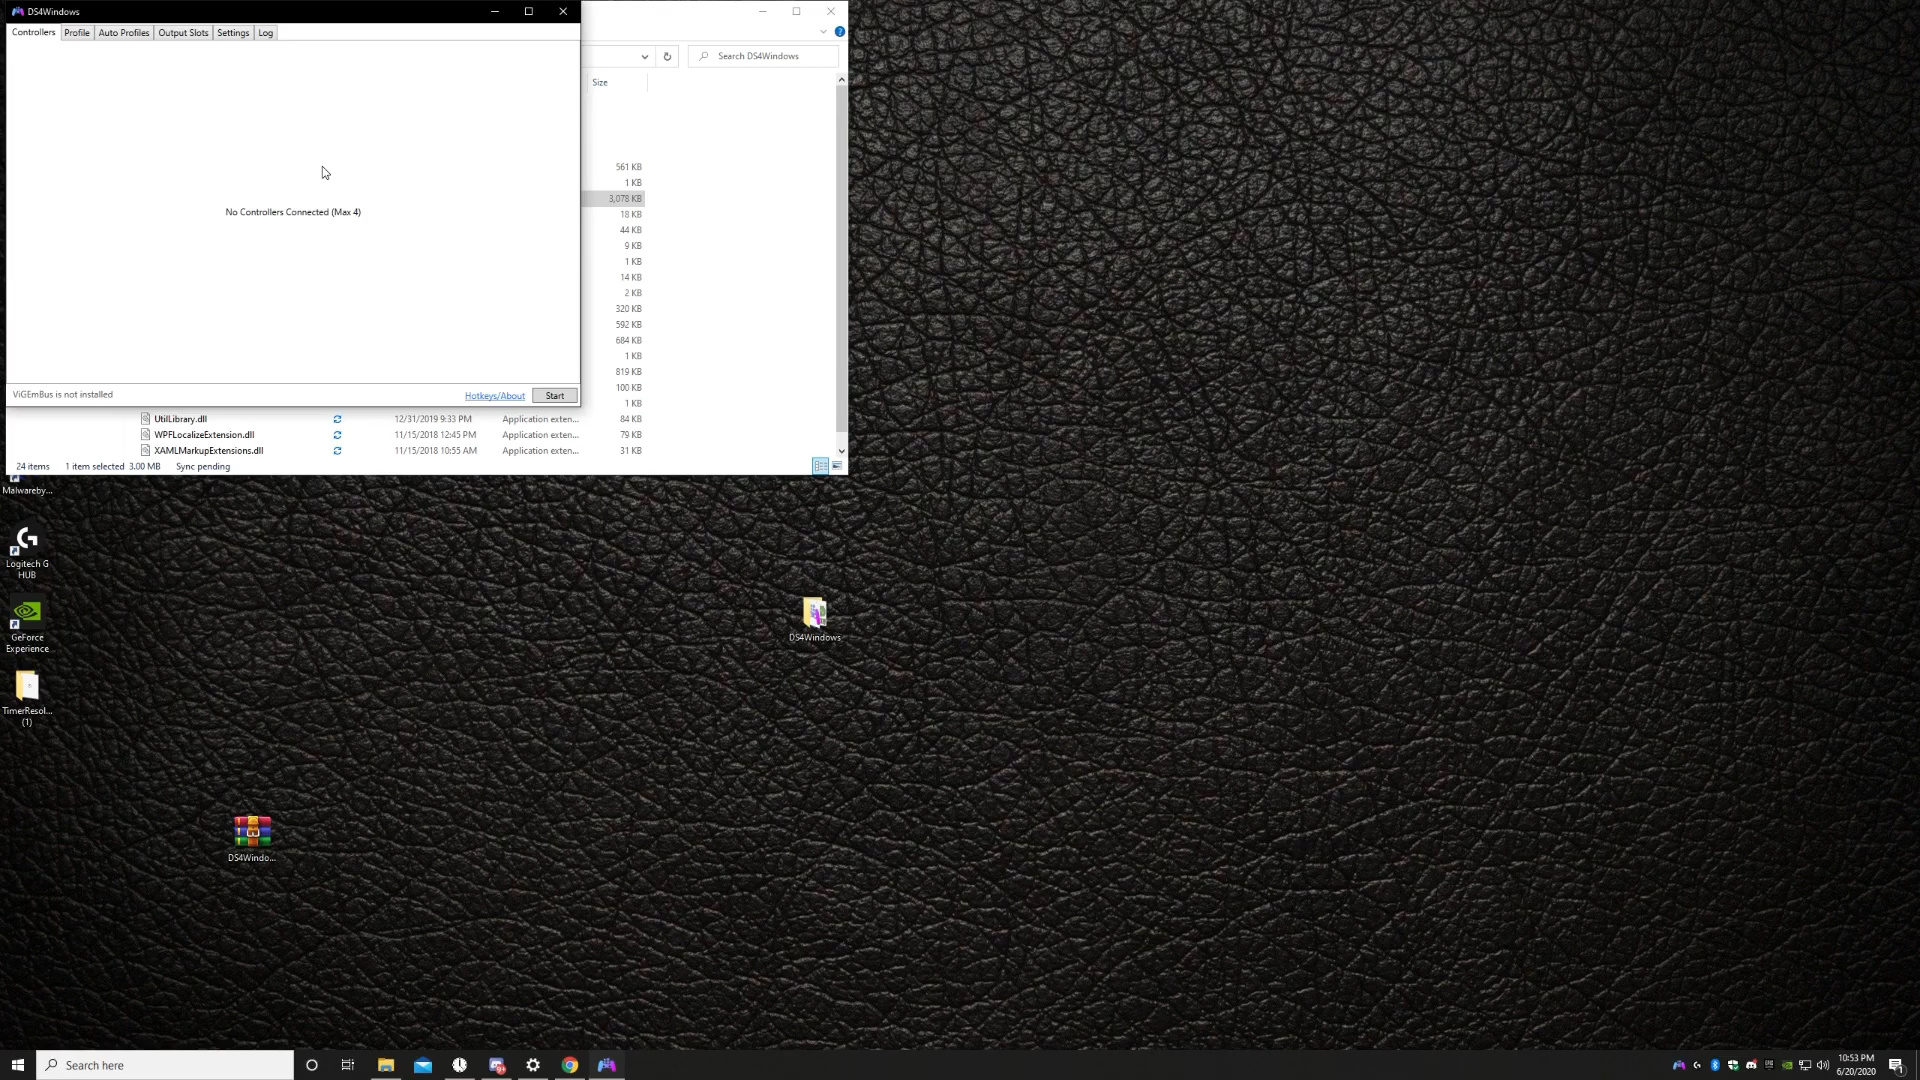 DS4Windows
Controllers Profile Auto Profiles Output Slots Settings Log
Search DS4Windows
Size
No Controllers Connected (Max 4)
561 KB
1 KB
3,078 KB
18 KB
44 KB
9 KB
1 KB
14 KB
2 KB
320 KB
592 KB
684 KB
1 KB
819 KB
100 KB
1 KB
ViGEmBus is not installed
Hotkeys/About
Start
UtilLibrary.dll 12/31/2019 9:33 PM Application exten... 84 KB
WPFLocalizeExtension.dll 11/15/2018 12:45 PM Application exten... 79 KB
XAMLMarkupExtensions.dll 11/15/2018 10:55 AM Application exten... 31 KB
24 items 1 item selected 3.00 MB Sync pending
Malwareby...
Logitech G
HUB
GeForce
Experience
TimerResol...
(1)
DS4Windows
DS4Windo...
Search here
10:53 PM
6/20/2020